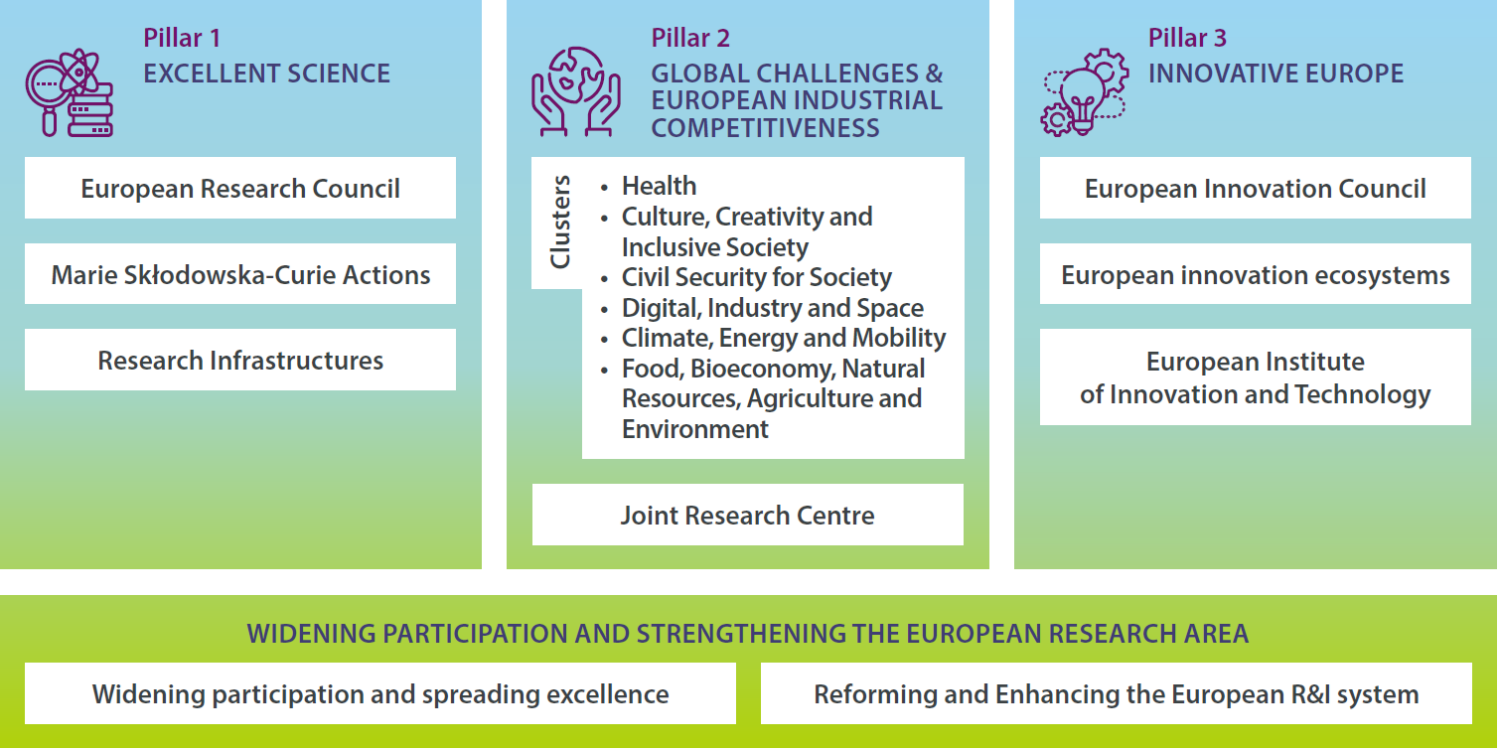 Pillar 1
EXCELLENT SCIENCE
European Research Council
Marie Skłodowska-Curie Actions
Research Infrastructures
Pillar 2
GLOBAL CHALLENGES &
EUROPEAN INDUSTRIAL
COMPETITIVENESS
Clusters
• Health
• Culture, Creativity and
Inclusive Society
• Civil Security for Society
• Digital, Industry and Space
• Climate, Energy and Mobility
• Food, Bioeconomy, Natural
Resources, Agriculture and
Environment
Joint Research Centre
Pillar 3
INNOVATIVE EUROPE
European Innovation Council
European innovation ecosystems
European Institute
of Innovation and Technology
WIDENING PARTICIPATION AND STRENGTHENING THE EUROPEAN RESEARCH AREA
Widening participation and spreading excellence
Reforming and Enhancing the European R&I system